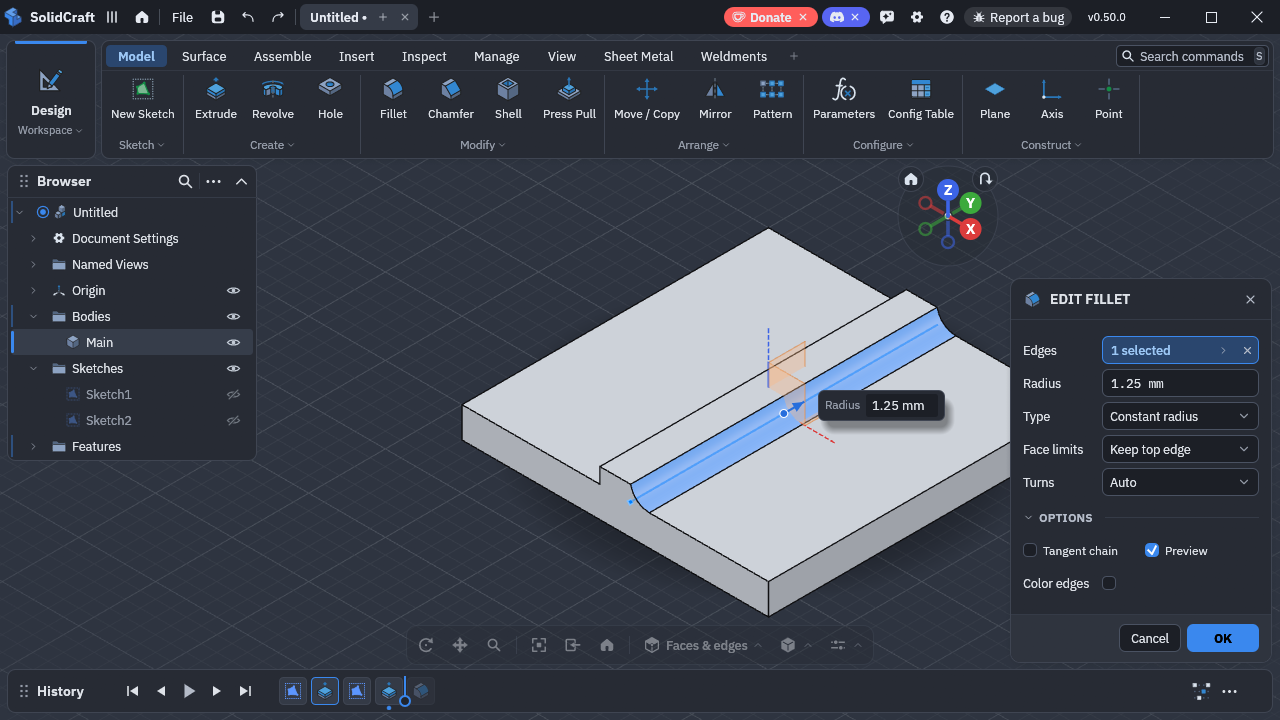 SolidCraft
File
Untitled •
Donate
Report a bug
v0.50.0
Design
Workspace
Model
Surface
Assemble
Insert
Inspect
Manage
View
Sheet Metal
Weldments
Search commands
S
New Sketch
Extrude
Revolve
Hole
Fillet
Chamfer
Shell
Press Pull
Move / Copy
Mirror
Pattern
Parameters
Config Table
Plane
Axis
Point
Sketch
Create
Modify
Arrange
Configure
Construct
Browser
Untitled
Document Settings
Named Views
Origin
Bodies
Main
Sketches
Sketch1
Sketch2
Features
Z
Y
X
Radius 1.25 mm
EDIT FILLET
Edges 1 selected
Radius 1.25 mm
Type Constant radius
Face limits Keep top edge
Turns Auto
OPTIONS
Tangent chain Preview
Color edges
Cancel OK
Faces & edges
History